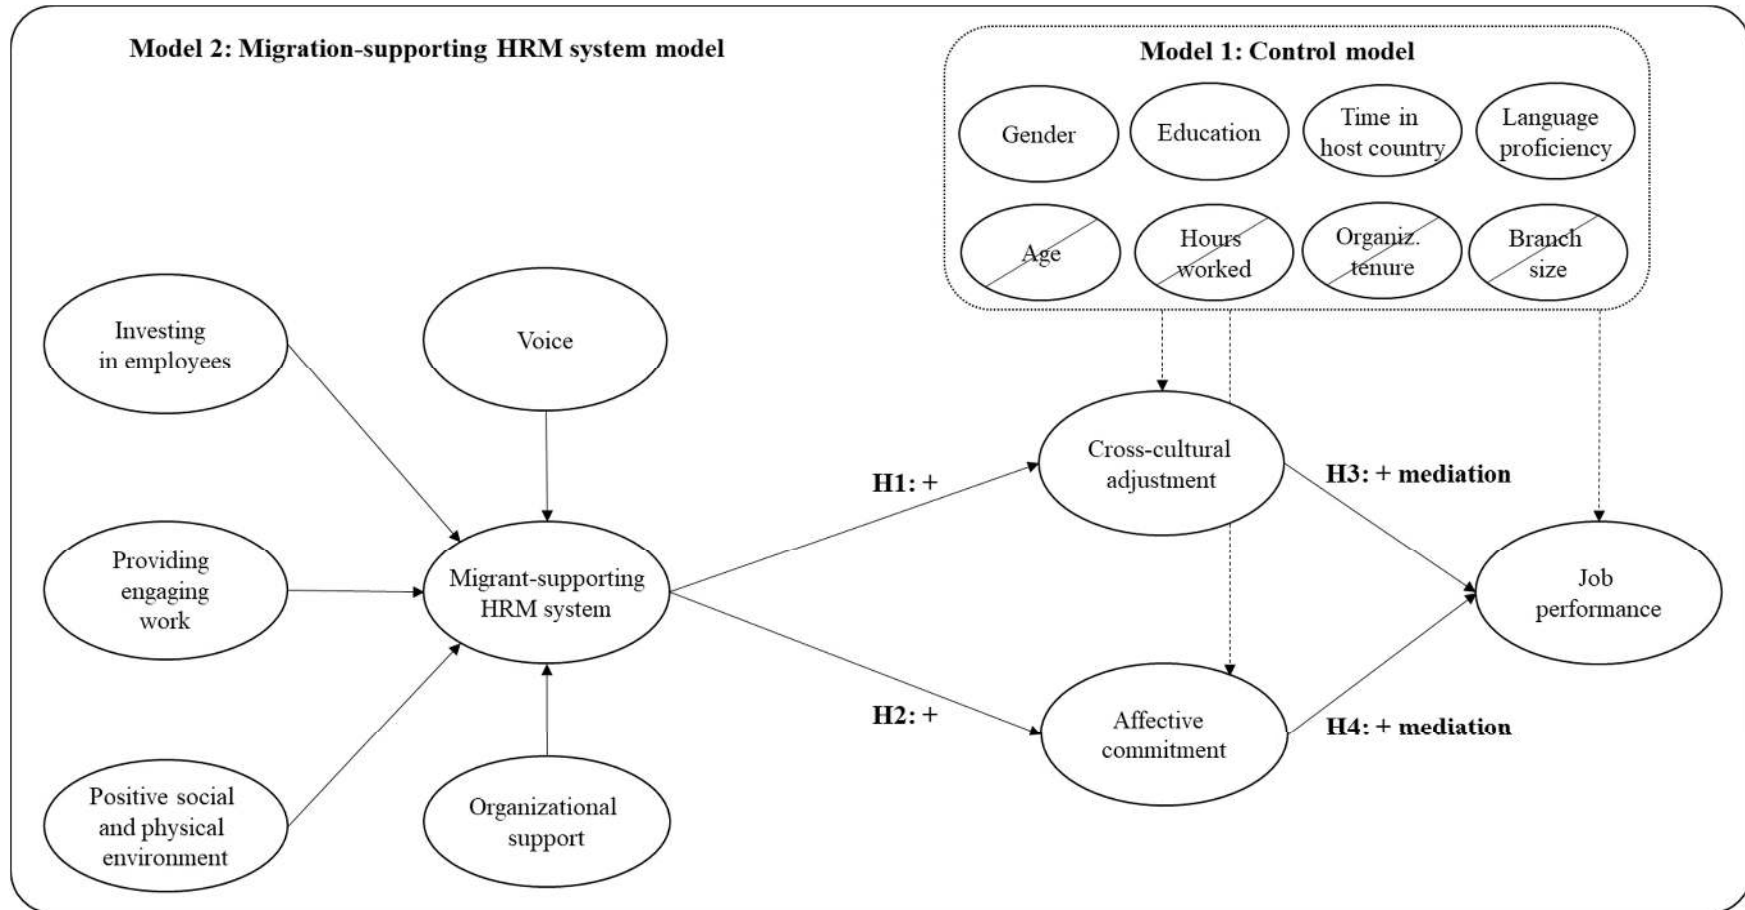 Model 2: Migration-supporting HRM system model
Model 1: Control model
Gender
Education
Time in
host country
Language
proficiency
Age
Hours
worked
Organiz.
tenure
Branch
size
Investing
in employees
Voice
Providing
engaging
work
Migrant-supporting
HRM system
Positive social
and physical
environment
Organizational
support
H1: +
H2: +
Cross-cultural
adjustment
Affective
commitment
H3: + mediation
H4: + mediation
Job
performance